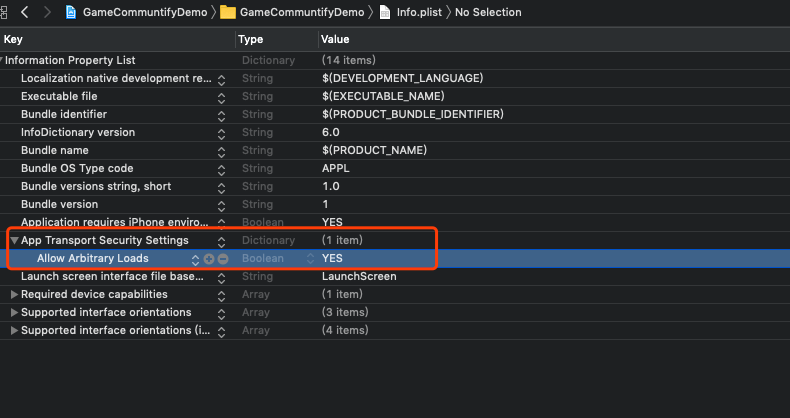 GameCommuntifyDemo GameCommuntifyDemo Info.plist No Selection
Key Type Value
Information Property List Dictionary (14 items)
Localization native development re... String $(DEVELOPMENT_LANGUAGE)
Executable file String $(EXECUTABLE_NAME)
Bundle identifier String $(PRODUCT_BUNDLE_IDENTIFIER)
InfoDictionary version String 6.0
Bundle name String $(PRODUCT_NAME)
Bundle OS Type code String APPL
Bundle versions string, short String 1.0
Bundle version String 1
Application requires iPhone enviro... Boolean YES
App Transport Security Settings Dictionary (1 item)
Allow Arbitrary Loads Boolean YES
Launch screen interface file base... String LaunchScreen
Required device capabilities Array (1 item)
Supported interface orientations Array (3 items)
Supported interface orientations (i... Array (4 items)